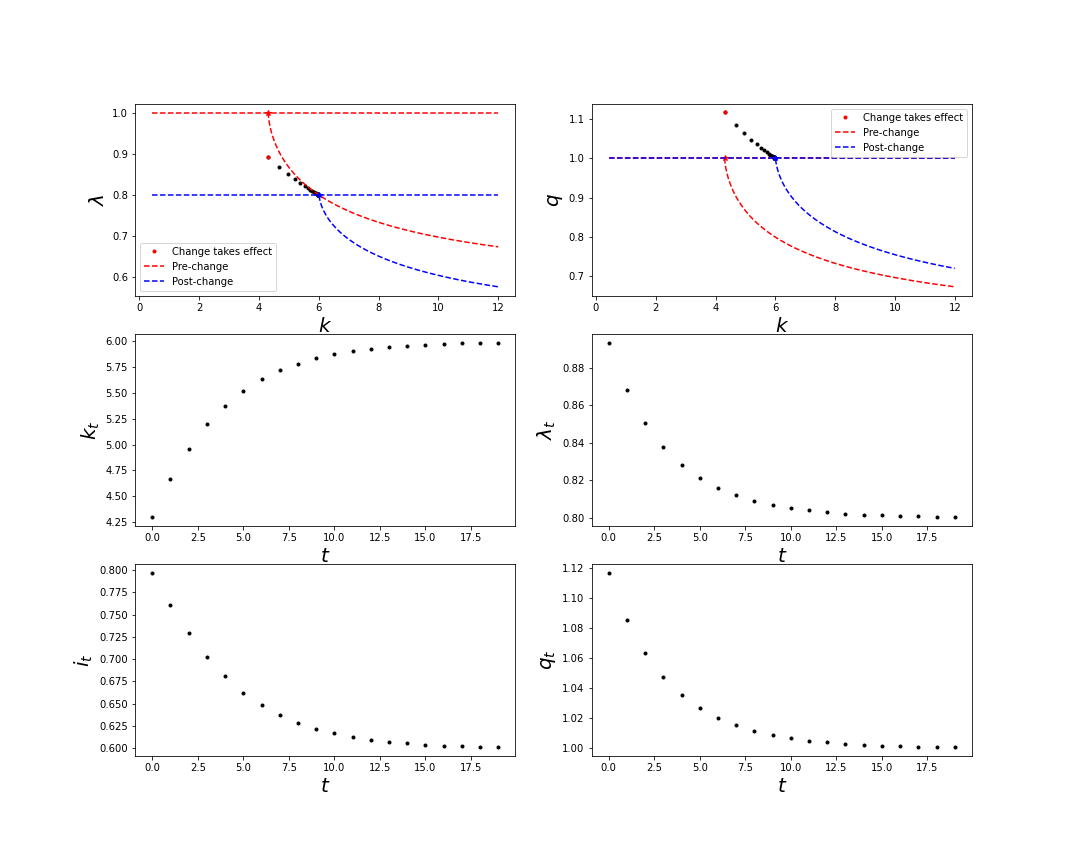 1.0
0.9
0.8
0.7
0.6
λ
Change takes effect
Pre-change
Post-change
0 2 4 6 8 10 12
k
1.1
1.0
0.9
0.8
0.7
q
Change takes effect
Pre-change
Post-change
0 2 4 6 8 10 12
k
6.00
5.75
5.50
5.25
5.00
4.75
4.50
4.25
k_t
0.0 2.5 5.0 7.5 10.0 12.5 15.0 17.5
t
0.88
0.86
0.84
0.82
0.80
λ_t
0.0 2.5 5.0 7.5 10.0 12.5 15.0 17.5
t
0.800
0.775
0.750
0.725
0.700
0.675
0.650
0.625
0.600
i_t
0.0 2.5 5.0 7.5 10.0 12.5 15.0 17.5
t
1.12
1.10
1.08
1.06
1.04
1.02
1.00
q_t
0.0 2.5 5.0 7.5 10.0 12.5 15.0 17.5
t